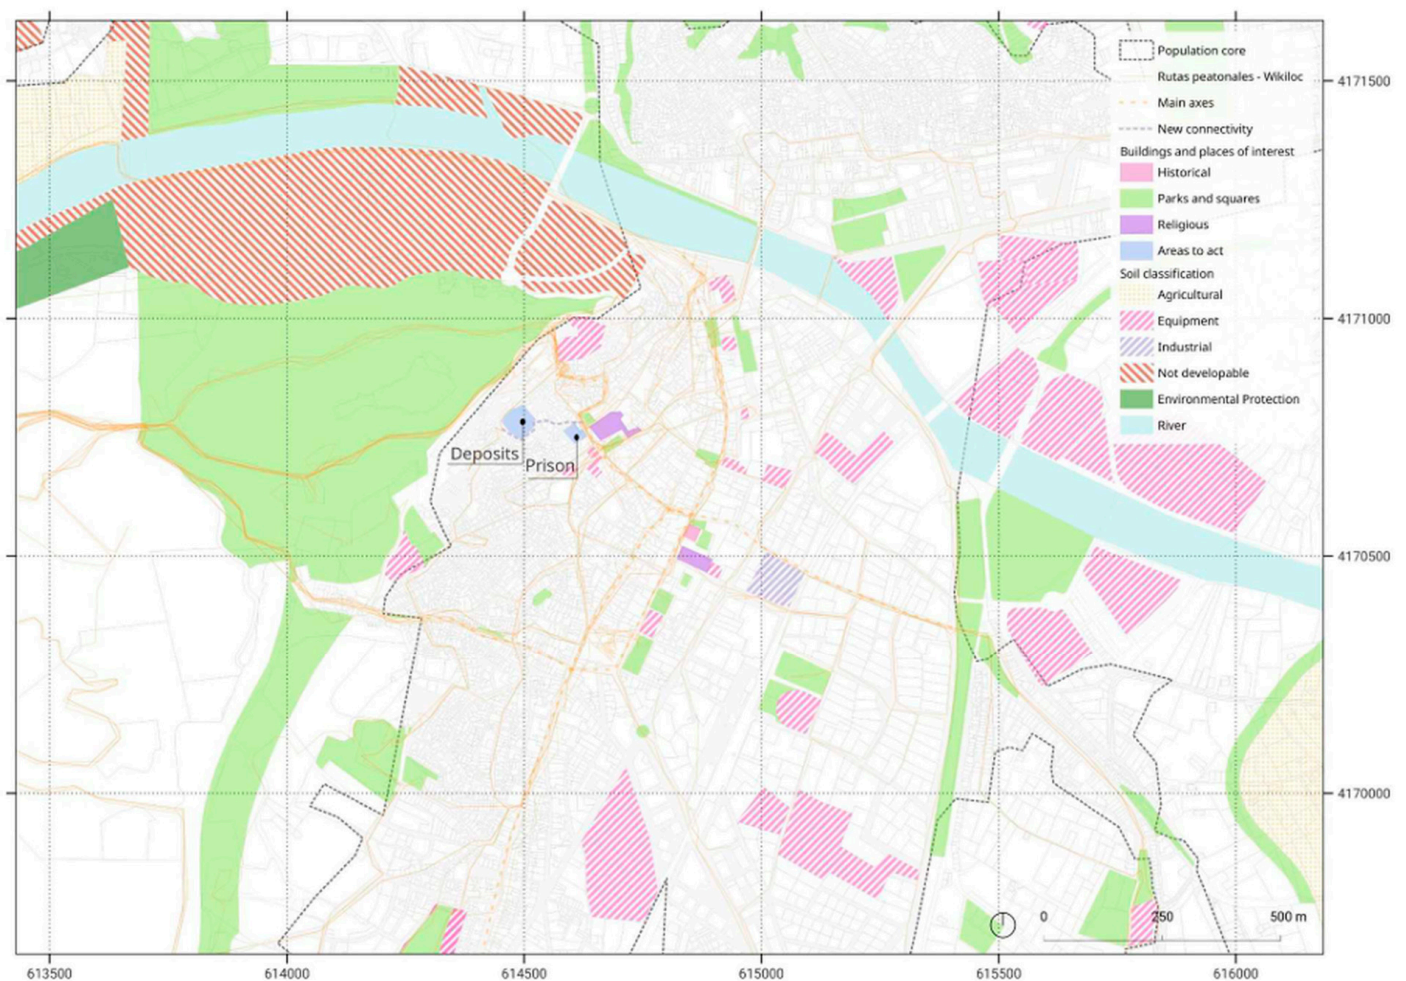 Population core
Rutas peatonales - Wikiloc
Main axes
New connectivity
Buildings and places of interest
Historical
Parks and squares
Religious
Areas to act
Soil classification
Agricultural
Equipment
Industrial
Not developable
Environmental Protection
River
4171500
4171000
4170500
4170000
Deposits
Prison
0 250 500 m
613500 614000 614500 615000 615500 616000